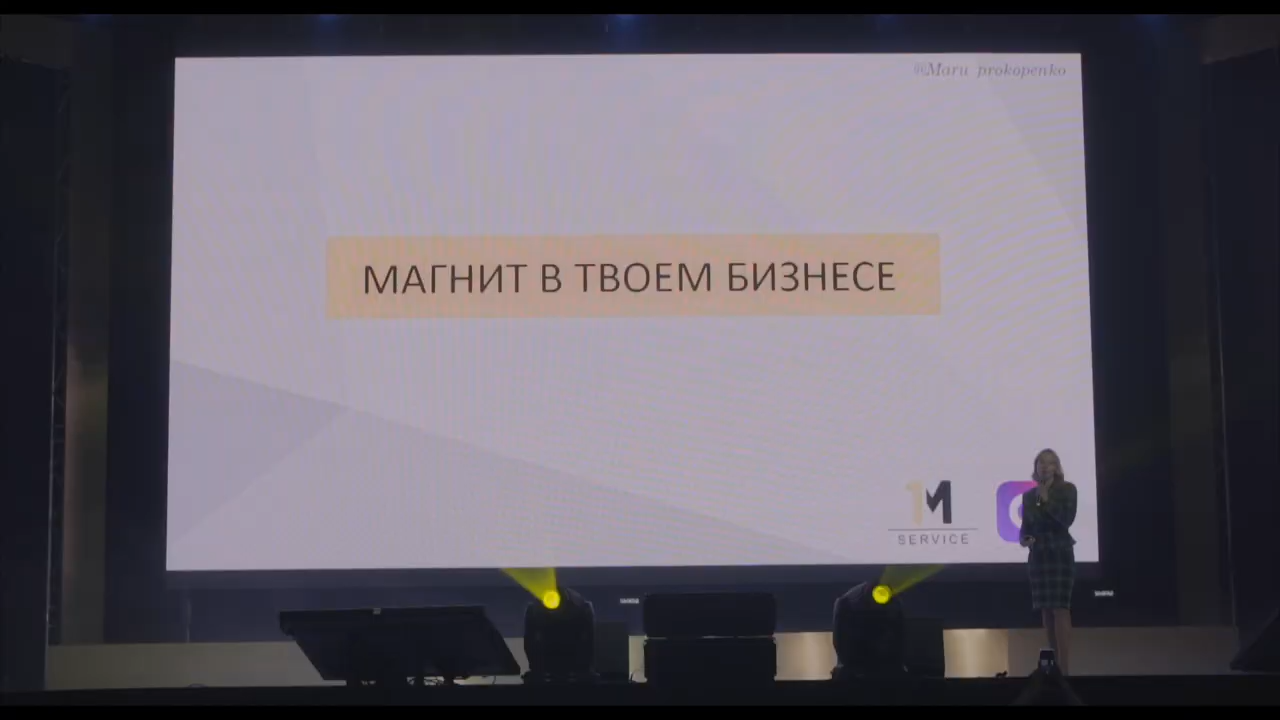 @Maru_prokopenko
МАГНИТ В ТВОЕМ БИЗНЕСЕ
1M
SERVICE